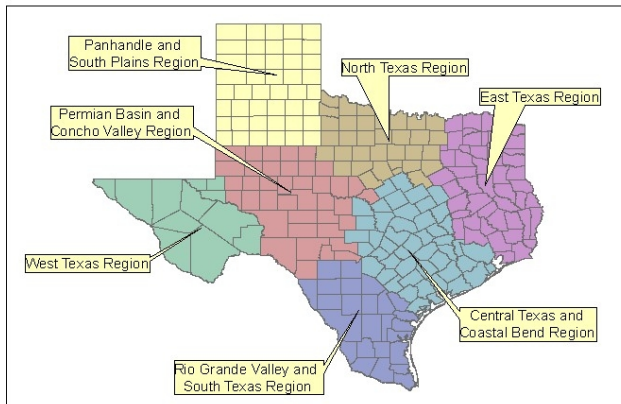 Panhandle and
South Plains Region
North Texas Region
East Texas Region
Permian Basin and
Concho Valley Region
West Texas Region
Central Texas and
Coastal Bend Region
Rio Grande Valley and
South Texas Region